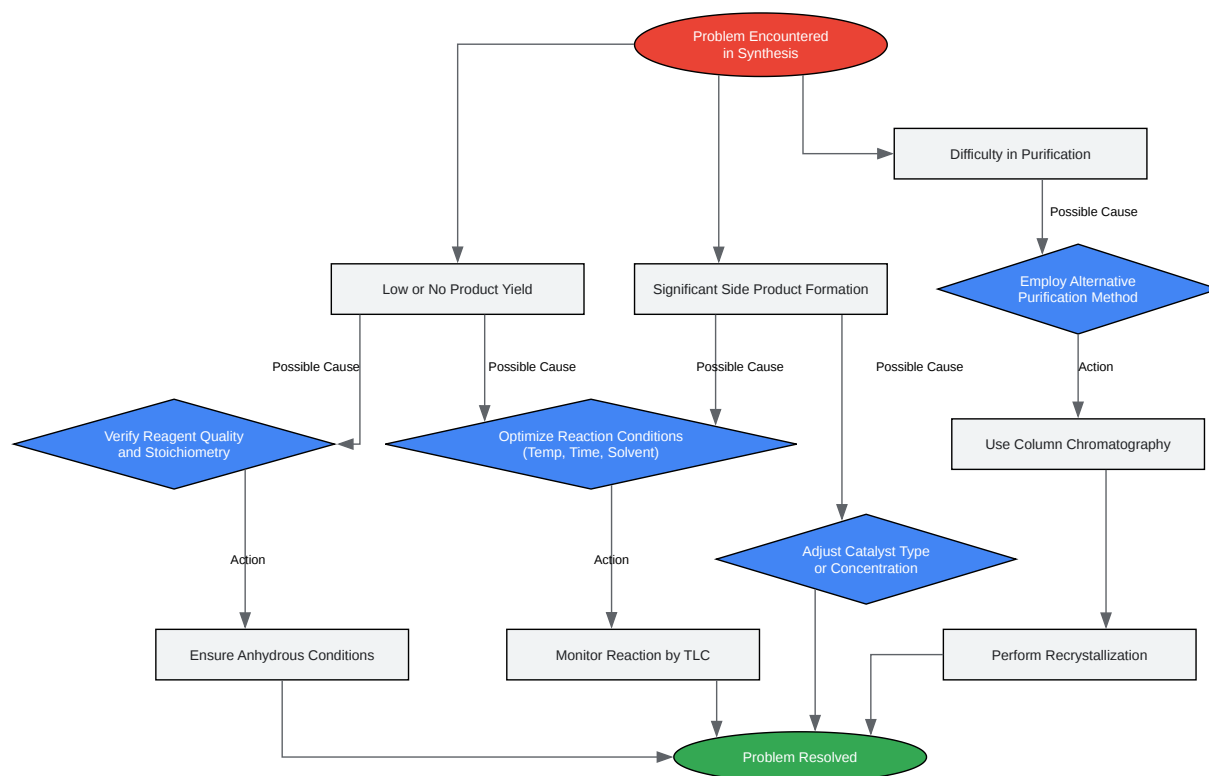 Problem Encountered
in Synthesis
Difficulty in Purification
Possible Cause
Low or No Product Yield
Significant Side Product Formation
Employ Alternative
Purification Method
Possible Cause
Possible Cause
Possible Cause
Possible Cause
Action
Verify Reagent Quality
and Stoichiometry
Optimize Reaction Conditions
(Temp, Time, Solvent)
Use Column Chromatography
Action
Action
Adjust Catalyst Type
or Concentration
Ensure Anhydrous Conditions
Monitor Reaction by TLC
Perform Recrystallization
Problem Resolved